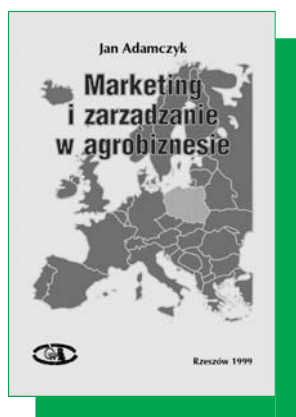 Jan Adamczyk
Marketing
i zarządzanie
w agrobiznesie
Rzeszów 1999